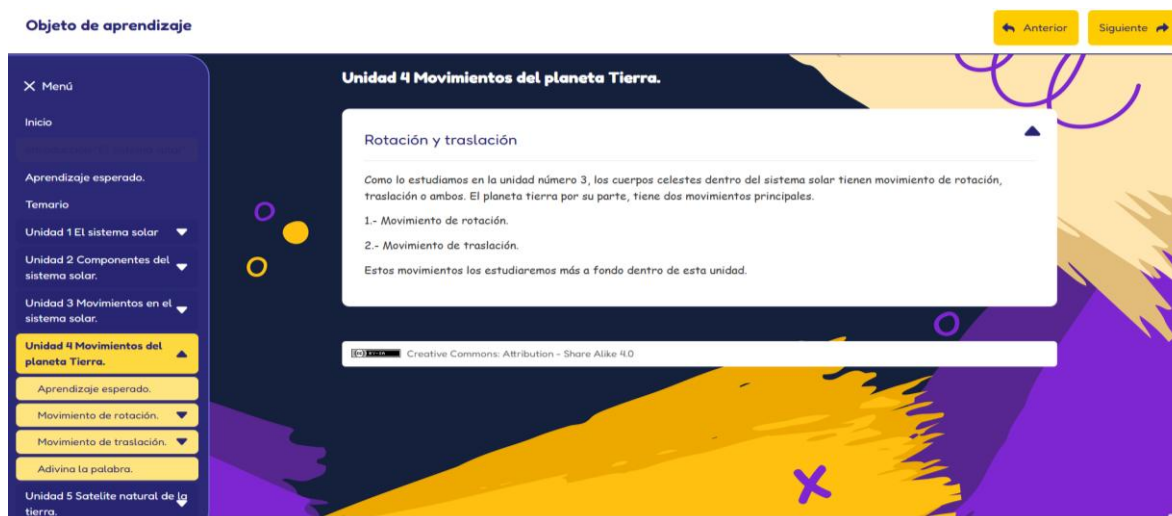 Objeto de aprendizaje
Anterior
Siguiente
Menú
Inicio
Aprendizaje esperado.
Temario
Unidad 1 El sistema solar
Unidad 2 Componentes del
sistema solar.
Unidad 3 Movimientos en el
sistema solar.
Unidad 4 Movimientos del
planeta Tierra.
Aprendizaje esperado.
Movimiento de rotación.
Movimiento de traslación.
Adivina la palabra.
Unidad 5 Satelite natural de la
tierra.
Unidad 4 Movimientos del planeta Tierra.
Rotación y traslación
Como lo estudiamos en la unidad número 3, los cuerpos celestes dentro del sistema solar tienen movimiento de rotación,
traslación o ambos. El planeta tierra por su parte, tiene dos movimientos principales.
1.- Movimiento de rotación.
2.- Movimiento de traslación.
Estos movimientos los estudiaremos más a fondo dentro de esta unidad.
Creative Commons: Attribution - Share Alike 4.0